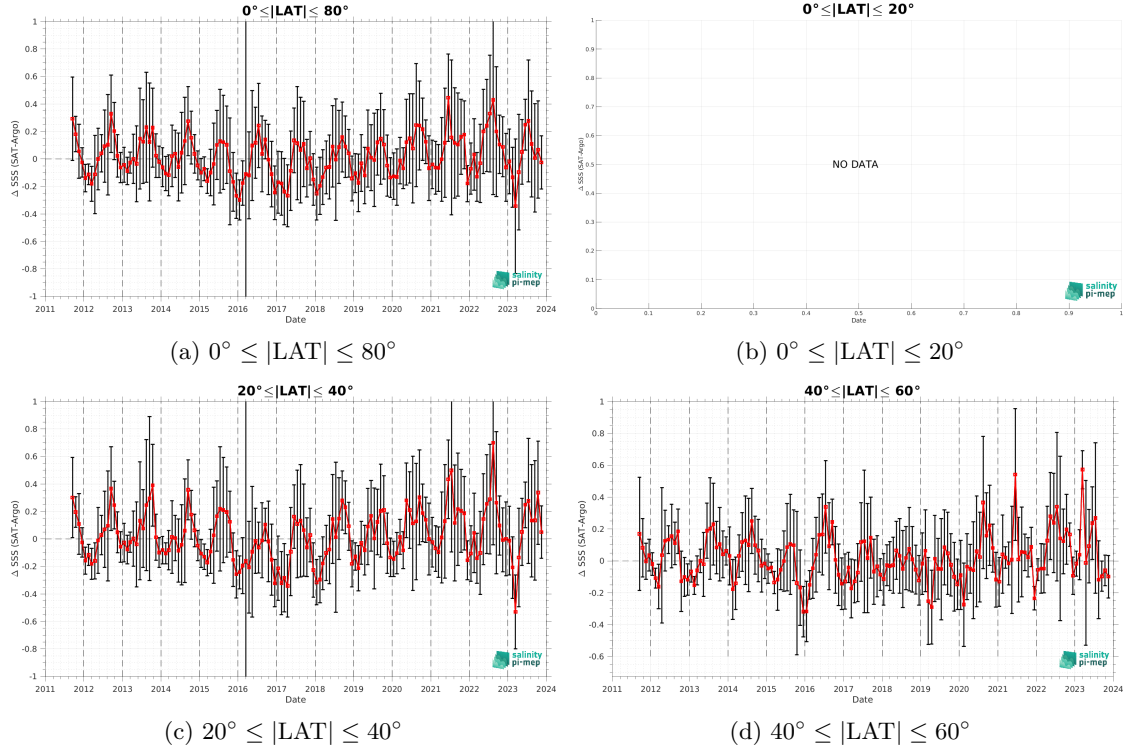 0°≤|LAT|≤ 80°
Δ SSS (SAT-Argo)
1
0.8
0.6
0.4
0.2
0
-0.2
-0.4
-0.6
-0.8
-1
2011 2012 2013 2014 2015 2016 2017 2018 2019 2020 2021 2022 2023 2024
Date
salinity
pi-mep
(a) 0° ≤ |LAT| ≤ 80°
0°≤|LAT|≤ 20°
Δ SSS (SAT-Argo)
1
0.9
0.8
0.7
0.6
0.5
0.4
0.3
0.2
0.1
0
NO DATA
0 0.1 0.2 0.3 0.4 0.5 0.6 0.7 0.8 0.9 1
Date
salinity
pi-mep
(b) 0° ≤ |LAT| ≤ 20°
20°≤|LAT|≤ 40°
Δ SSS (SAT-Argo)
1
0.8
0.6
0.4
0.2
0
-0.2
-0.4
-0.6
-0.8
-1
2011 2012 2013 2014 2015 2016 2017 2018 2019 2020 2021 2022 2023 2024
Date
salinity
pi-mep
(c) 20° ≤ |LAT| ≤ 40°
40°≤|LAT|≤ 60°
Δ SSS (SAT-Argo)
1
0.8
0.6
0.4
0.2
0
-0.2
-0.4
-0.6
2011 2012 2013 2014 2015 2016 2017 2018 2019 2020 2021 2022 2023 2024
Date
salinity
pi-mep
(d) 40° ≤ |LAT| ≤ 60°